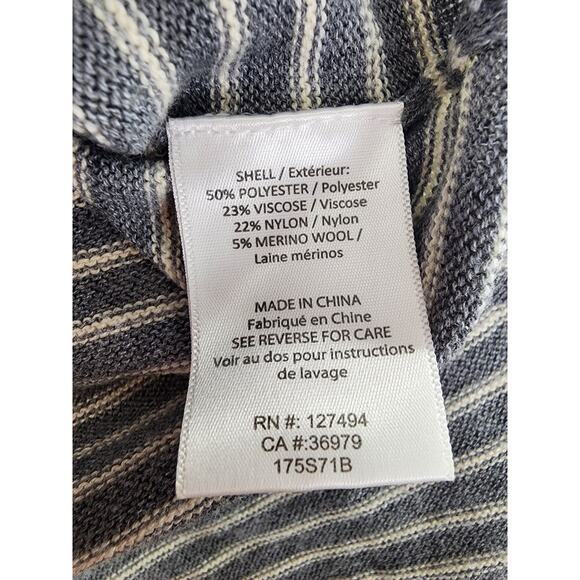 SHELL / Extérieur:
50% POLYESTER / Polyester
23% VISCOSE / Viscose
22% NYLON / Nylon
5% MERINO WOOL /
Laine mérinos
MADE IN CHINA
Fabriqué en Chine
SEE REVERSE FOR CARE
Voir au dos pour instructions
de lavage
RN #: 127494
CA #:36979
175S71B